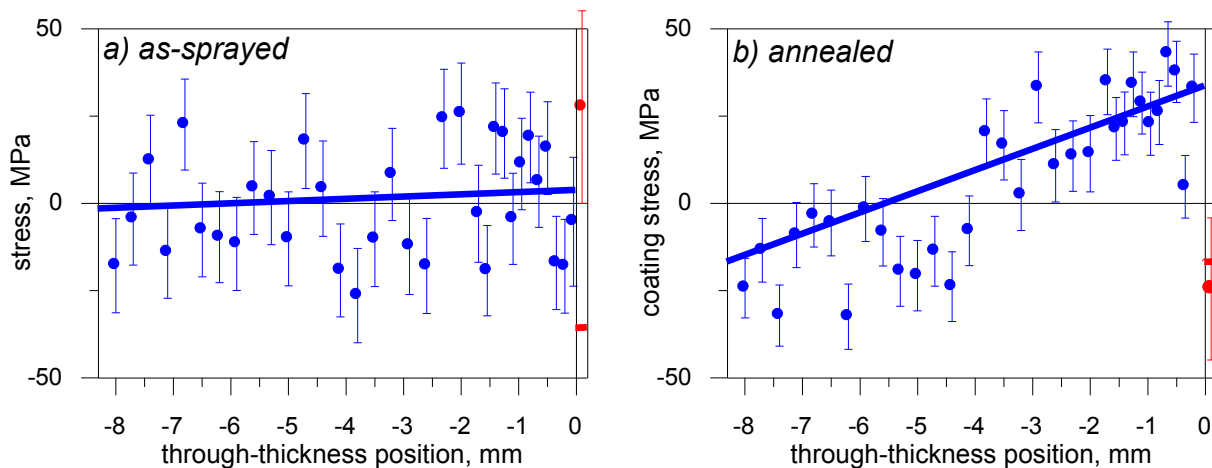 a) as-sprayed
50
0
-50
stress, MPa
-8 -7 -6 -5 -4 -3 -2 -1 0
through-thickness position, mm
b) annealed
50
0
-50
coating stress, MPa
-8 -7 -6 -5 -4 -3 -2 -1 0
through-thickness position, mm